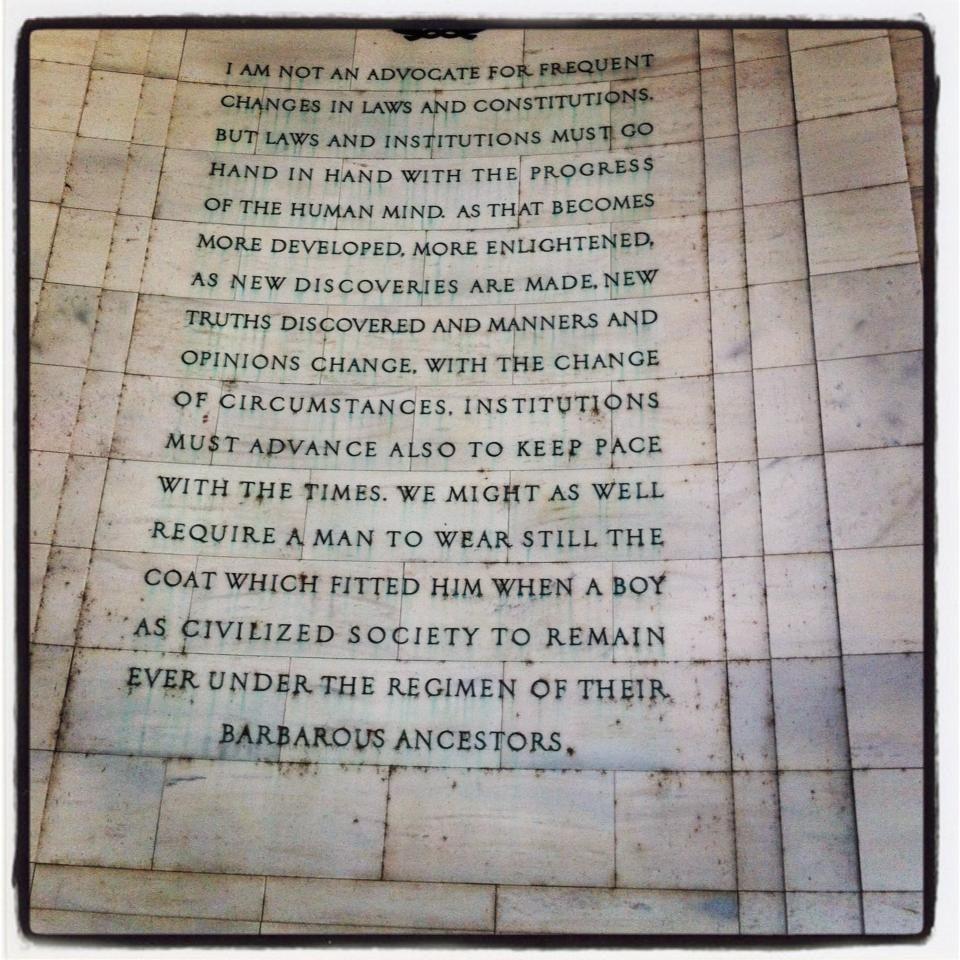 I AM NOT AN ADVOCATE FOR FREQUENT
CHANGES IN LAWS AND CONSTITUTIONS.
BUT LAWS AND INSTITUTIONS MUST GO
HAND IN HAND WITH THE PROGRESS
OF THE HUMAN MIND. AS THAT BECOMES
MORE DEVELOPED, MORE ENLIGHTENED,
AS NEW DISCOVERIES ARE MADE, NEW
TRUTHS DISCOVERED AND MANNERS AND
OPINIONS CHANGE, WITH THE CHANGE
OF CIRCUMSTANCES, INSTITUTIONS
MUST ADVANCE ALSO TO KEEP PACE
WITH THE TIMES. WE MIGHT AS WELL
REQUIRE A MAN TO WEAR STILL THE
COAT WHICH FITTED HIM WHEN A BOY
AS CIVILIZED SOCIETY TO REMAIN
EVER UNDER THE REGIMEN OF THEIR
BARBAROUS ANCESTORS.